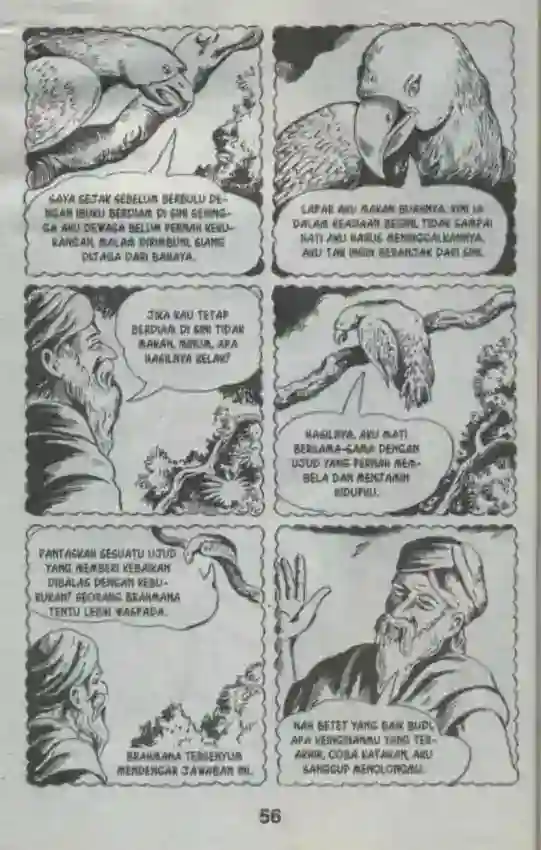 SAYA SEJAK SEBELUM BERBULU DE-
NGAN IBUKU BERDIAM DI SINI SEHING-
GA AKU DEWASA BELUM PERNAH KEKU-
RANGAN, MALAM DIRIMBUNI, SIANG
DIJAGA DARI BAHAYA.
LAPAR AKU MAKAN BUAHNYA. KINI IA
DALAM KEADAAN BEGINI, TIDAK SAMPAI
HATI AKU HARUS MENINGGALKANNYA.
AKU TAK INGIN BERANJAK DARI SINI.
JIKA KAU TETAP
BERDIAM DI SINI TIDAK
MAKAN, MINUM, APA
HASILNYA KELAK?
HASILNYA, AKU MATI
BERSAMA-SAMA DENGAN
UJUD YANG PERNAH MEM-
BELA DAN MENJAMIN
HIDUPKU.
PANTASKAH SESUATU UJUD
YANG MEMBERI KEBAIKAN
DIBALAS DENGAN KEBU-
RUKAN? SEORANG BRAHMANA
TENTU LEBIH WASPADA.
BRAHMANA TERSENYUM
MENDENGAR JAWABAN INI.
NAH BETET YANG BAIK BUDI,
APA KEINGINANMU YANG TER-
AKHIR, COBA KATAKAN, AKU
SANGGUP MENOLONGMU.
56